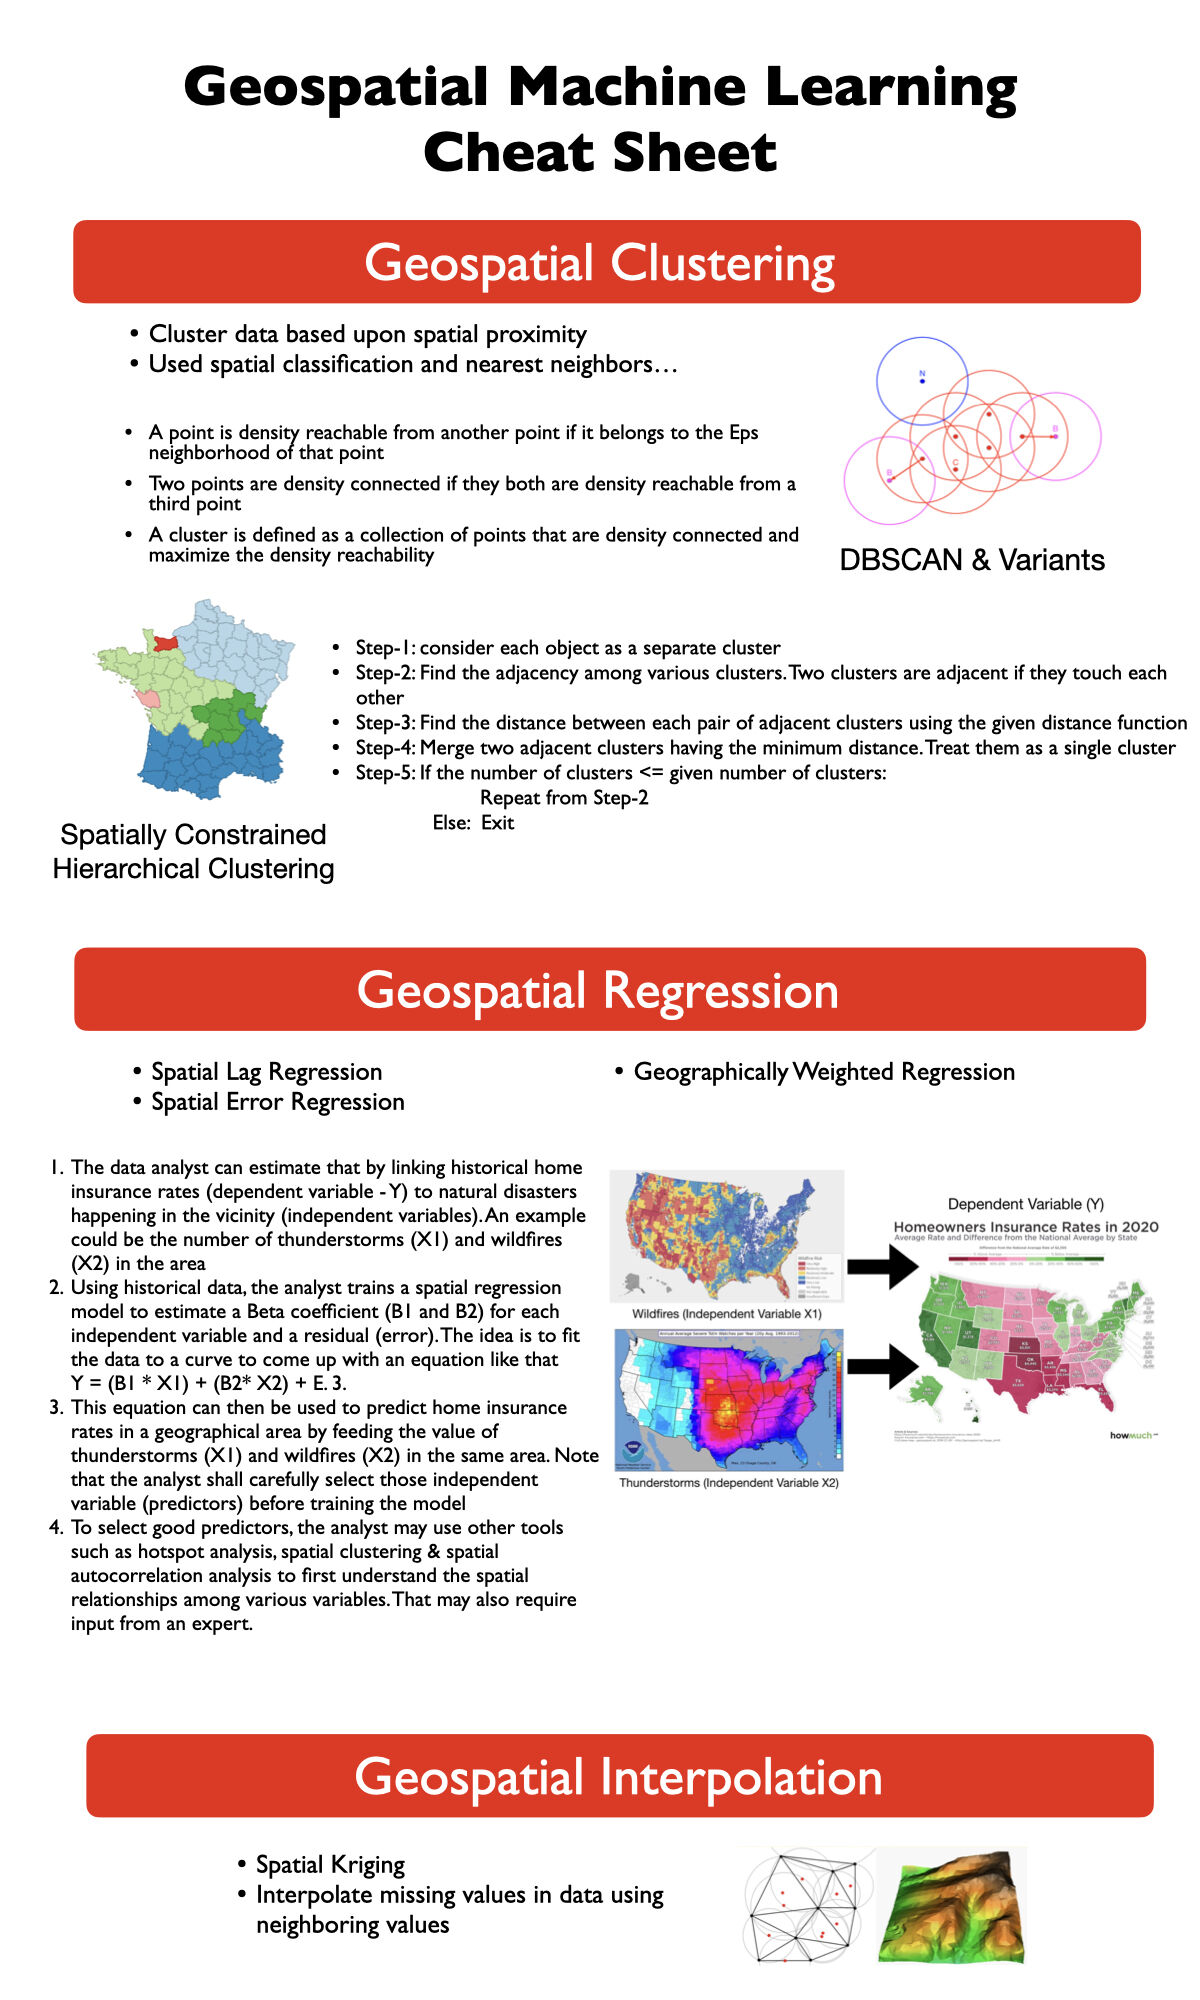 Geospatial Machine Learning
Cheat Sheet
Geospatial Clustering
• Cluster data based upon spatial proximity
• Used spatial classification and nearest neighbors…
• A point is density reachable from another point if it belongs to the Eps
neighborhood of that point
• Two points are density connected if they both are density reachable from a
third point
• A cluster is defined as a collection of points that are density connected and
maximize the density reachability
N
B
C
B
DBSCAN & Variants
• Step-1: consider each object as a separate cluster
• Step-2: Find the adjacency among various clusters. Two clusters are adjacent if they touch each
other
• Step-3: Find the distance between each pair of adjacent clusters using the given distance function
• Step-4: Merge two adjacent clusters having the minimum distance. Treat them as a single cluster
• Step-5: If the number of clusters <= given number of clusters:
Repeat from Step-2
Else: Exit
Spatially Constrained
Hierarchical Clustering
Geospatial Regression
• Spatial Lag Regression
• Spatial Error Regression
• Geographically Weighted Regression
1. The data analyst can estimate that by linking historical home
insurance rates (dependent variable - Y) to natural disasters
happening in the vicinity (independent variables). An example
could be the number of thunderstorms (X1) and wildfires
(X2) in the area
2. Using historical data, the analyst trains a spatial regression
model to estimate a Beta coefficient (B1 and B2) for each
independent variable and a residual (error). The idea is to fit
the data to a curve to come up with an equation like that
Y = (B1 * X1) + (B2* X2) + E. 3.
3. This equation can then be used to predict home insurance
rates in a geographical area by feeding the value of
thunderstorms (X1) and wildfires (X2) in the same area. Note
that the analyst shall carefully select those independent
variable (predictors) before training the model
4. To select good predictors, the analyst may use other tools
such as hotspot analysis, spatial clustering & spatial
autocorrelation analysis to first understand the spatial
relationships among various variables. That may also require
input from an expert.
Wildfire Risk
Wildfires (Independent Variable X1)
Annual Average Severe Tstm Watches per Year (20y Avg. 1993-2012)
Thunderstorms (Independent Variable X2)
Dependent Variable (Y)
Homeowners Insurance Rates in 2020
Average Rate and Difference from the National Average by State
howmuch
Geospatial Interpolation
• Spatial Kriging
• Interpolate missing values in data using
neighboring values